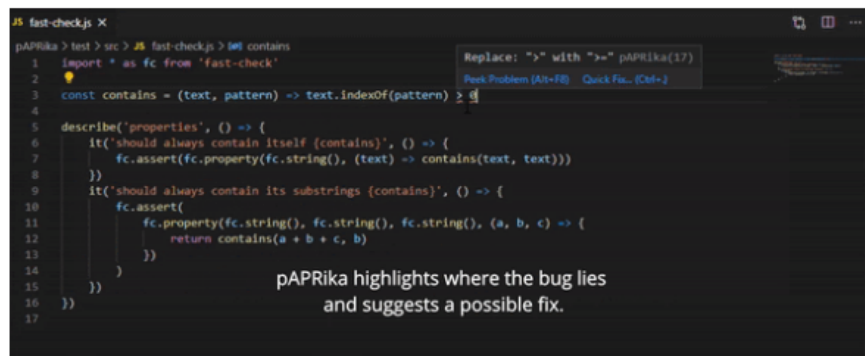 JS fast-check.js ×
pAPRika > test > src > JS fast-check.js > contains
Replace: ">" with ">=" pAPRika(17)
Peek Problem (Alt+F8) Quick Fix... (Ctrl+.)
1 import * as fc from 'fast-check'
2
3 const contains = (text, pattern) => text.indexOf(pattern) > 0
4
5 describe('properties', () => {
6 it('should always contain itself {contains}', () => {
7 fc.assert(fc.property(fc.string(), (text) => contains(text, text)))
8 })
9 it('should always contain its substrings {contains}', () => {
10 fc.assert(
11 fc.property(fc.string(), fc.string(), fc.string(), (a, b, c) => {
12 return contains(a + b + c, b)
13 })
14 )
15 })
16 })
17
pAPRika highlights where the bug lies
and suggests a possible fix.